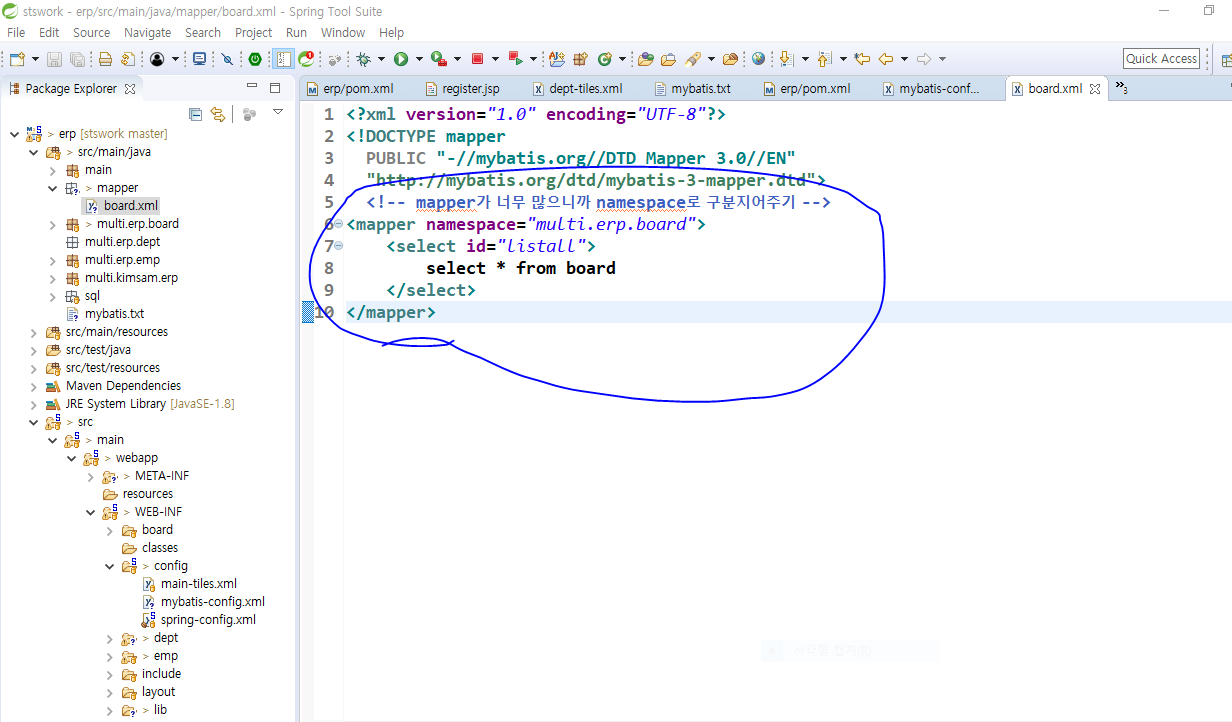 stswork - erp/src/main/java/mapper/board.xml - Spring Tool Suite
File Edit Source Navigate Search Project Run Window Help
Quick Access
Package Explorer
erp/pom.xml register.jsp dept-tiles.xml mybatis.txt erp/pom.xml mybatis-conf... board.xml »3
> erp [stswork master]
> src/main/java
main
> mapper
board.xml
> multi.erp.board
multi.erp.dept
multi.erp.emp
multi.kimsam.erp
sql
mybatis.txt
src/main/resources
src/test/java
src/test/resources
Maven Dependencies
JRE System Library [JavaSE-1.8]
> src
> main
> webapp
> META-INF
resources
> WEB-INF
board
classes
> config
main-tiles.xml
mybatis-config.xml
spring-config.xml
> dept
> emp
include
layout
> lib
1 <?xml version="1.0" encoding="UTF-8"?>
2 <!DOCTYPE mapper
3 PUBLIC "-//mybatis.org//DTD Mapper 3.0//EN"
4 "http://mybatis.org/dtd/mybatis-3-mapper.dtd">
5 <!-- mapper가 너무 많으니까 namespace로 구분지어주기 -->
6 <mapper namespace="multi.erp.board">
7 <select id="listall">
8 select * from board
9 </select>
10 </mapper>